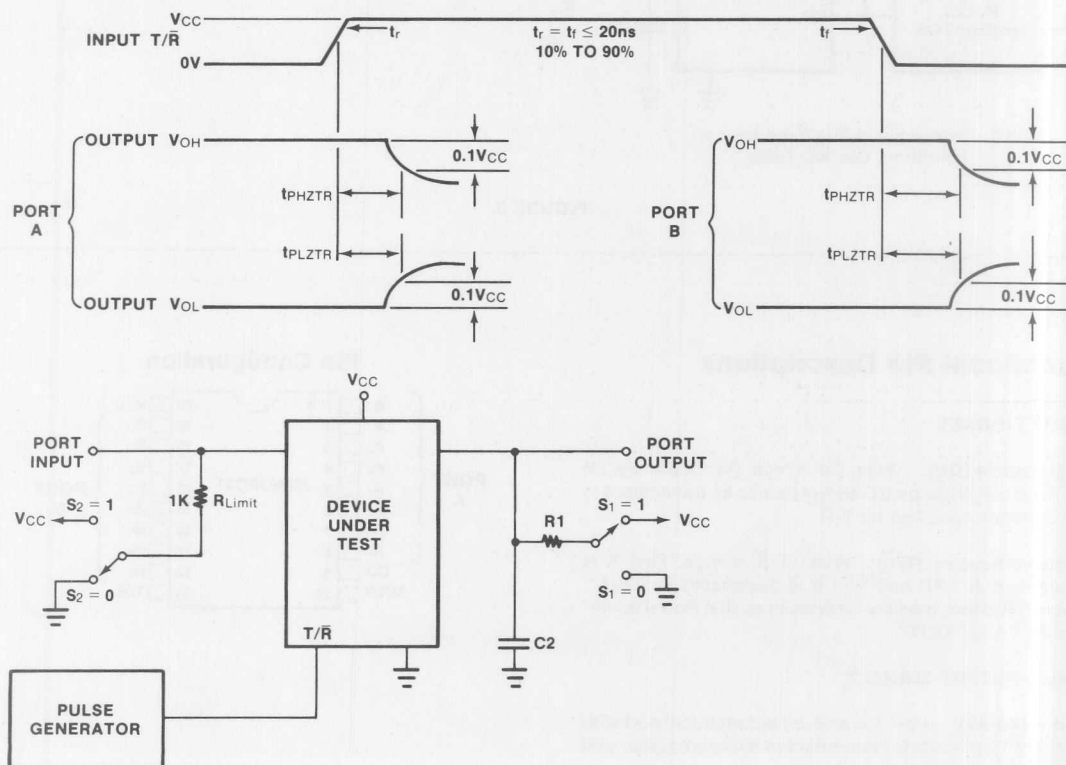 VCC
INPUT T/R̅
0V
tr
tr = tf ≤ 20ns
10% TO 90%
tf
OUTPUT VOH
0.1VCC
tPHZTR
PORT
A
tPLZTR
OUTPUT VOL
0.1VCC
VOH
0.1VCC
tPHZTR
PORT
B
tPLZTR
VOL
0.1VCC
VCC
PORT
INPUT
1K
RLimit
S2 = 1
VCC
S2 = 0
DEVICE
UNDER
TEST
T/R̅
PORT
OUTPUT
S1 = 1
VCC
R1
S1 = 0
C2
PULSE
GENERATOR